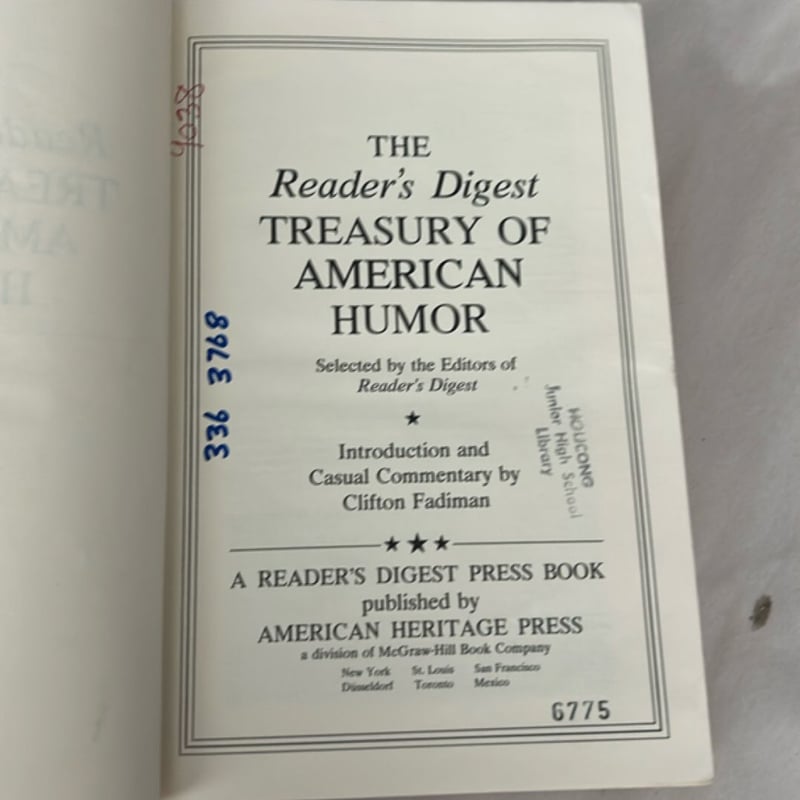 THE
Reader's Digest
TREASURY OF
AMERICAN
HUMOR
Selected by the Editors of
Reader's Digest
★
Introduction and
Casual Commentary by
Clifton Fadiman
★★★
A READER'S DIGEST PRESS BOOK
published by
AMERICAN HERITAGE PRESS
a division of McGraw-Hill Book Company
New York St. Louis San Francisco
Düsseldorf Toronto Mexico
6775
9038
336 3768
HOLICONG
Junior High School
Library